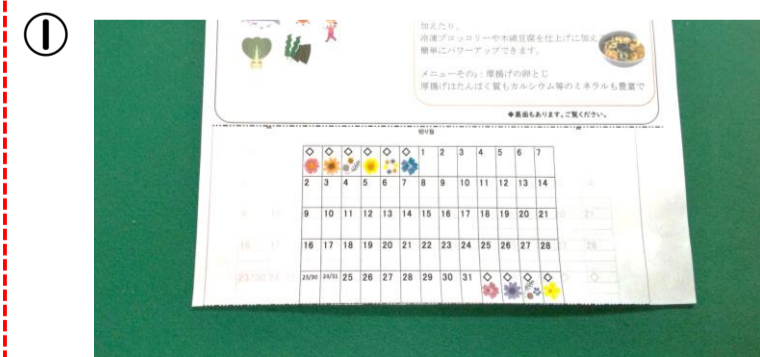 ①
加えたり、
冷凍ブロッコリーや木綿豆腐を仕上げに加え
簡単にパワーアップできます。
メニューその2：厚揚げの卵とじ
厚揚げはたんぱく質もカルシウム等のミネラルも豊富で
◆裏面もあります。ご覧ください。
切り取
◇ ◇ ◇ ◇ ◇ ◇ 1 2 3 4 5 6 7
2 3 4 5 6 7 8 9 10 11 12 13 14
9 10 11 12 13 14 15 16 17 18 19 20 21
16 17 18 19 20 21 22 23 24 25 26 27 28
23/30 24/31 25 26 27 28 29 30 31 ◇ ◇ ◇ ◇